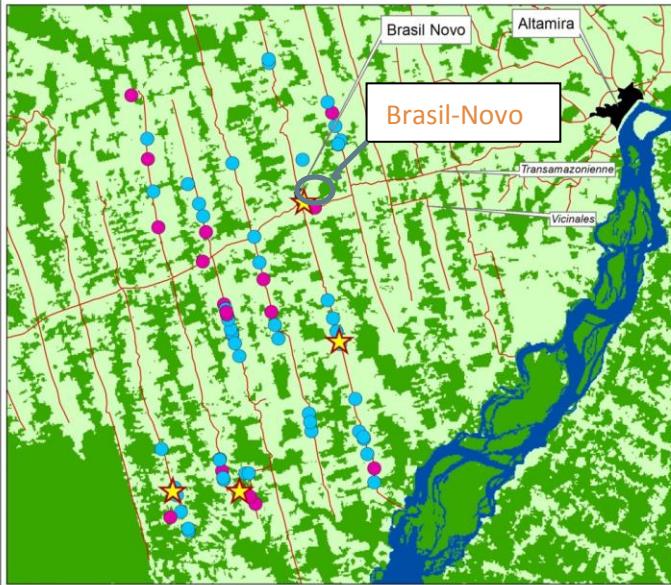 Brasil Novo
Altamira
Brasil-Novo
Transamazonienne
Vicinales